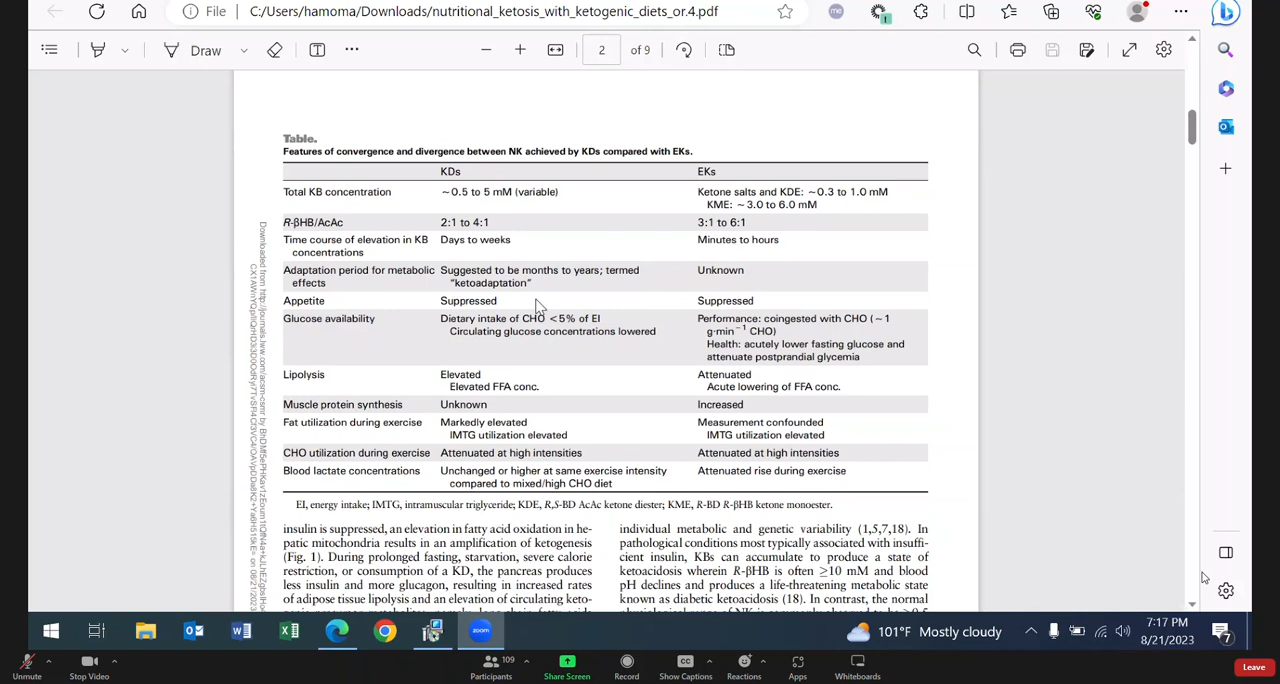 File C:/Users/hamoma/Downloads/nutritional_ketosis_with_ketogenic_diets_or.4.pdf
me
Draw
2 of 9
Table.
Features of convergence and divergence between NK achieved by KDs compared with EKs.
KDs EKs
Total KB concentration ~0.5 to 5 mM (variable) Ketone salts and KDE: ~0.3 to 1.0 mM
KME: ~3.0 to 6.0 mM
R-βHB/AcAc 2:1 to 4:1 3:1 to 6:1
Time course of elevation in KB Days to weeks Minutes to hours
concentrations
Adaptation period for metabolic Suggested to be months to years; termed Unknown
effects "ketoadaptation"
Appetite Suppressed Suppressed
Glucose availability Dietary intake of CHO <5% of EI Performance: coingested with CHO (~1
Circulating glucose concentrations lowered g·min⁻¹ CHO)
Health: acutely lower fasting glucose and
attenuate postprandial glycemia
Lipolysis Elevated Attenuated
Elevated FFA conc. Acute lowering of FFA conc.
Muscle protein synthesis Unknown Increased
Fat utilization during exercise Markedly elevated Measurement confounded
IMTG utilization elevated IMTG utilization elevated
CHO utilization during exercise Attenuated at high intensities Attenuated at high intensities
Blood lactate concentrations Unchanged or higher at same exercise intensity Attenuated rise during exercise
compared to mixed/high CHO diet
EI, energy intake; IMTG, intramuscular triglyceride; KDE, R,S-BD AcAc ketone diester; KME, R-BD R-βHB ketone monoester.
insulin is suppressed, an elevation in fatty acid oxidation in he-
patic mitochondria results in an amplification of ketogenesis
(Fig. 1). During prolonged fasting, starvation, severe calorie
restriction, or consumption of a KD, the pancreas produces
less insulin and more glucagon, resulting in increased rates
of adipose tissue lipolysis and an elevation of circulating keto-
individual metabolic and genetic variability (1,5,7,18). In
pathological conditions most typically associated with insuffi-
cient insulin, KBs can accumulate to produce a state of
ketoacidosis wherein R-βHB is often ≥10 mM and blood
pH declines and produces a life-threatening metabolic state
known as diabetic ketoacidosis (18). In contrast, the normal
Downloaded from http://journals.lww.com/acsm-csmr by
on 08/21/2023
101°F Mostly cloudy
7:17 PM
8/21/2023
7
zoom
Unmute Stop Video Participants 109 Share Screen Record Show Captions Reactions Apps Whiteboards Leave